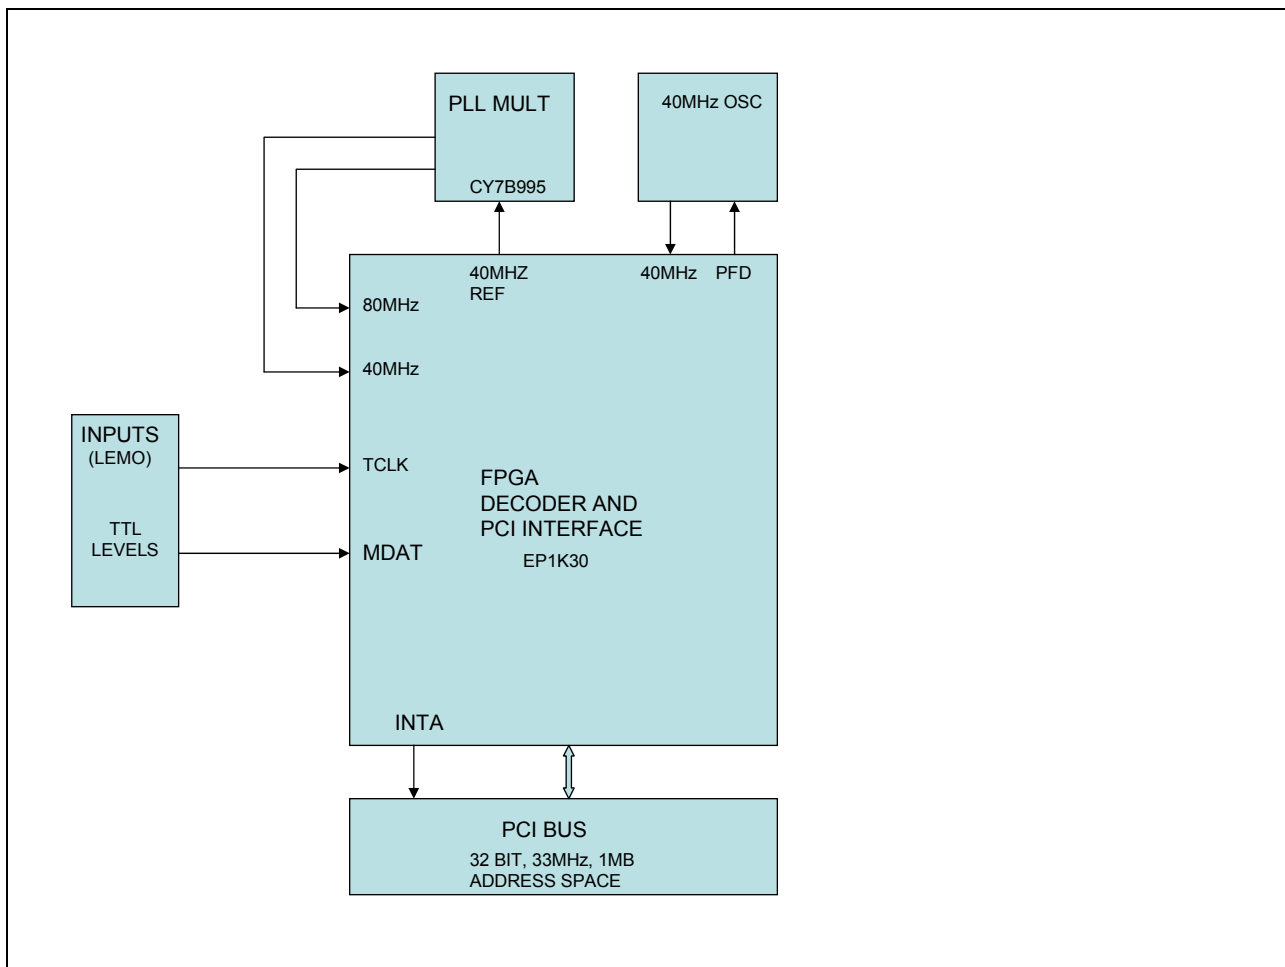 PLL MULT
CY7B995
40MHz OSC
40MHZ
REF
40MHz
PFD
80MHz
40MHz
INPUTS
(LEMO)
TTL
LEVELS
TCLK
MDAT
FPGA
DECODER AND
PCI INTERFACE
EP1K30
INTA
PCI BUS
32 BIT, 33MHz, 1MB
ADDRESS SPACE